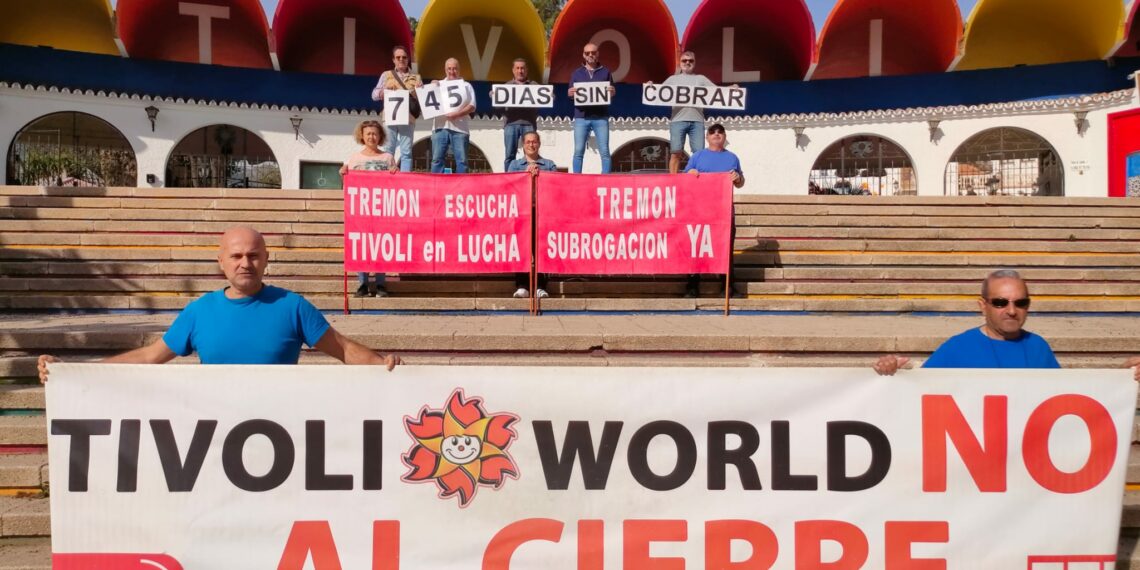 TIVOLI
745 DIAS SIN COBRAR
TREMON ESCUCHA
TIVOLI en LUCHA
TREMON
SUBROGACION YA
TIVOLI WORLD NO
AL CIERRE